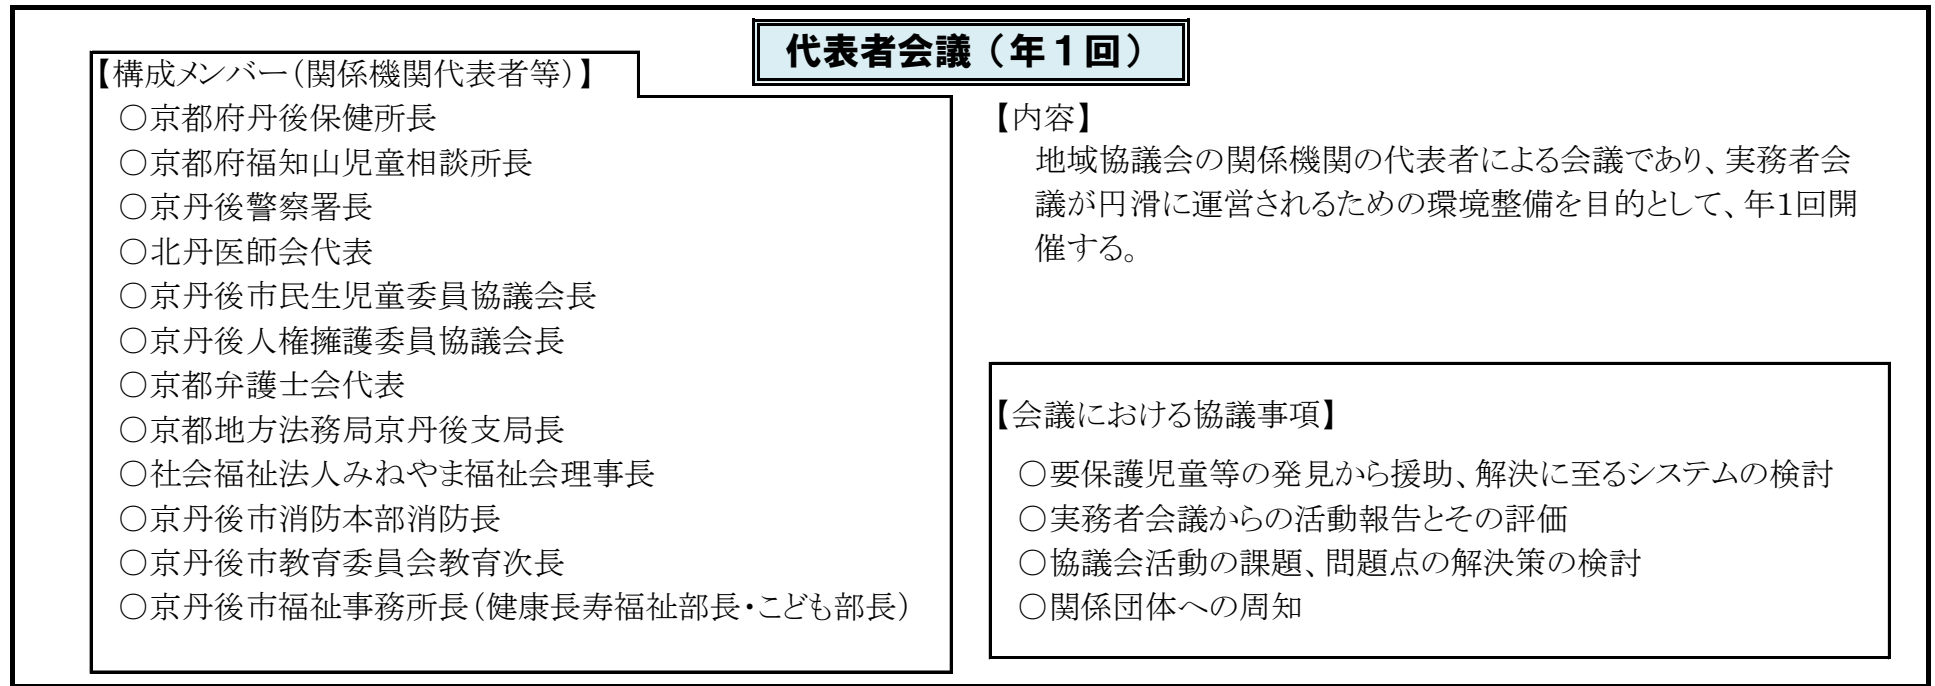 代表者会議（年１回）
【構成メンバー（関係機関代表者等）】
○京都府丹後保健所長
○京都府福知山児童相談所長
○京丹後警察署長
○北丹医師会代表
○京丹後市民生児童委員協議会長
○京丹後人権擁護委員協議会長
○京都弁護士会代表
○京都地方法務局京丹後支局長
○社会福祉法人みねやま福祉会理事長
○京丹後市消防本部消防長
○京丹後市教育委員会教育次長
○京丹後市福祉事務所長（健康長寿福祉部長・こども部長）
【内容】
地域協議会の関係機関の代表者による会議であり、実務者会
議が円滑に運営されるための環境整備を目的として、年１回開
催する。
【会議における協議事項】
○要保護児童等の発見から援助、解決に至るシステムの検討
○実務者会議からの活動報告とその評価
○協議会活動の課題、問題点の解決策の検討
○関係団体への周知